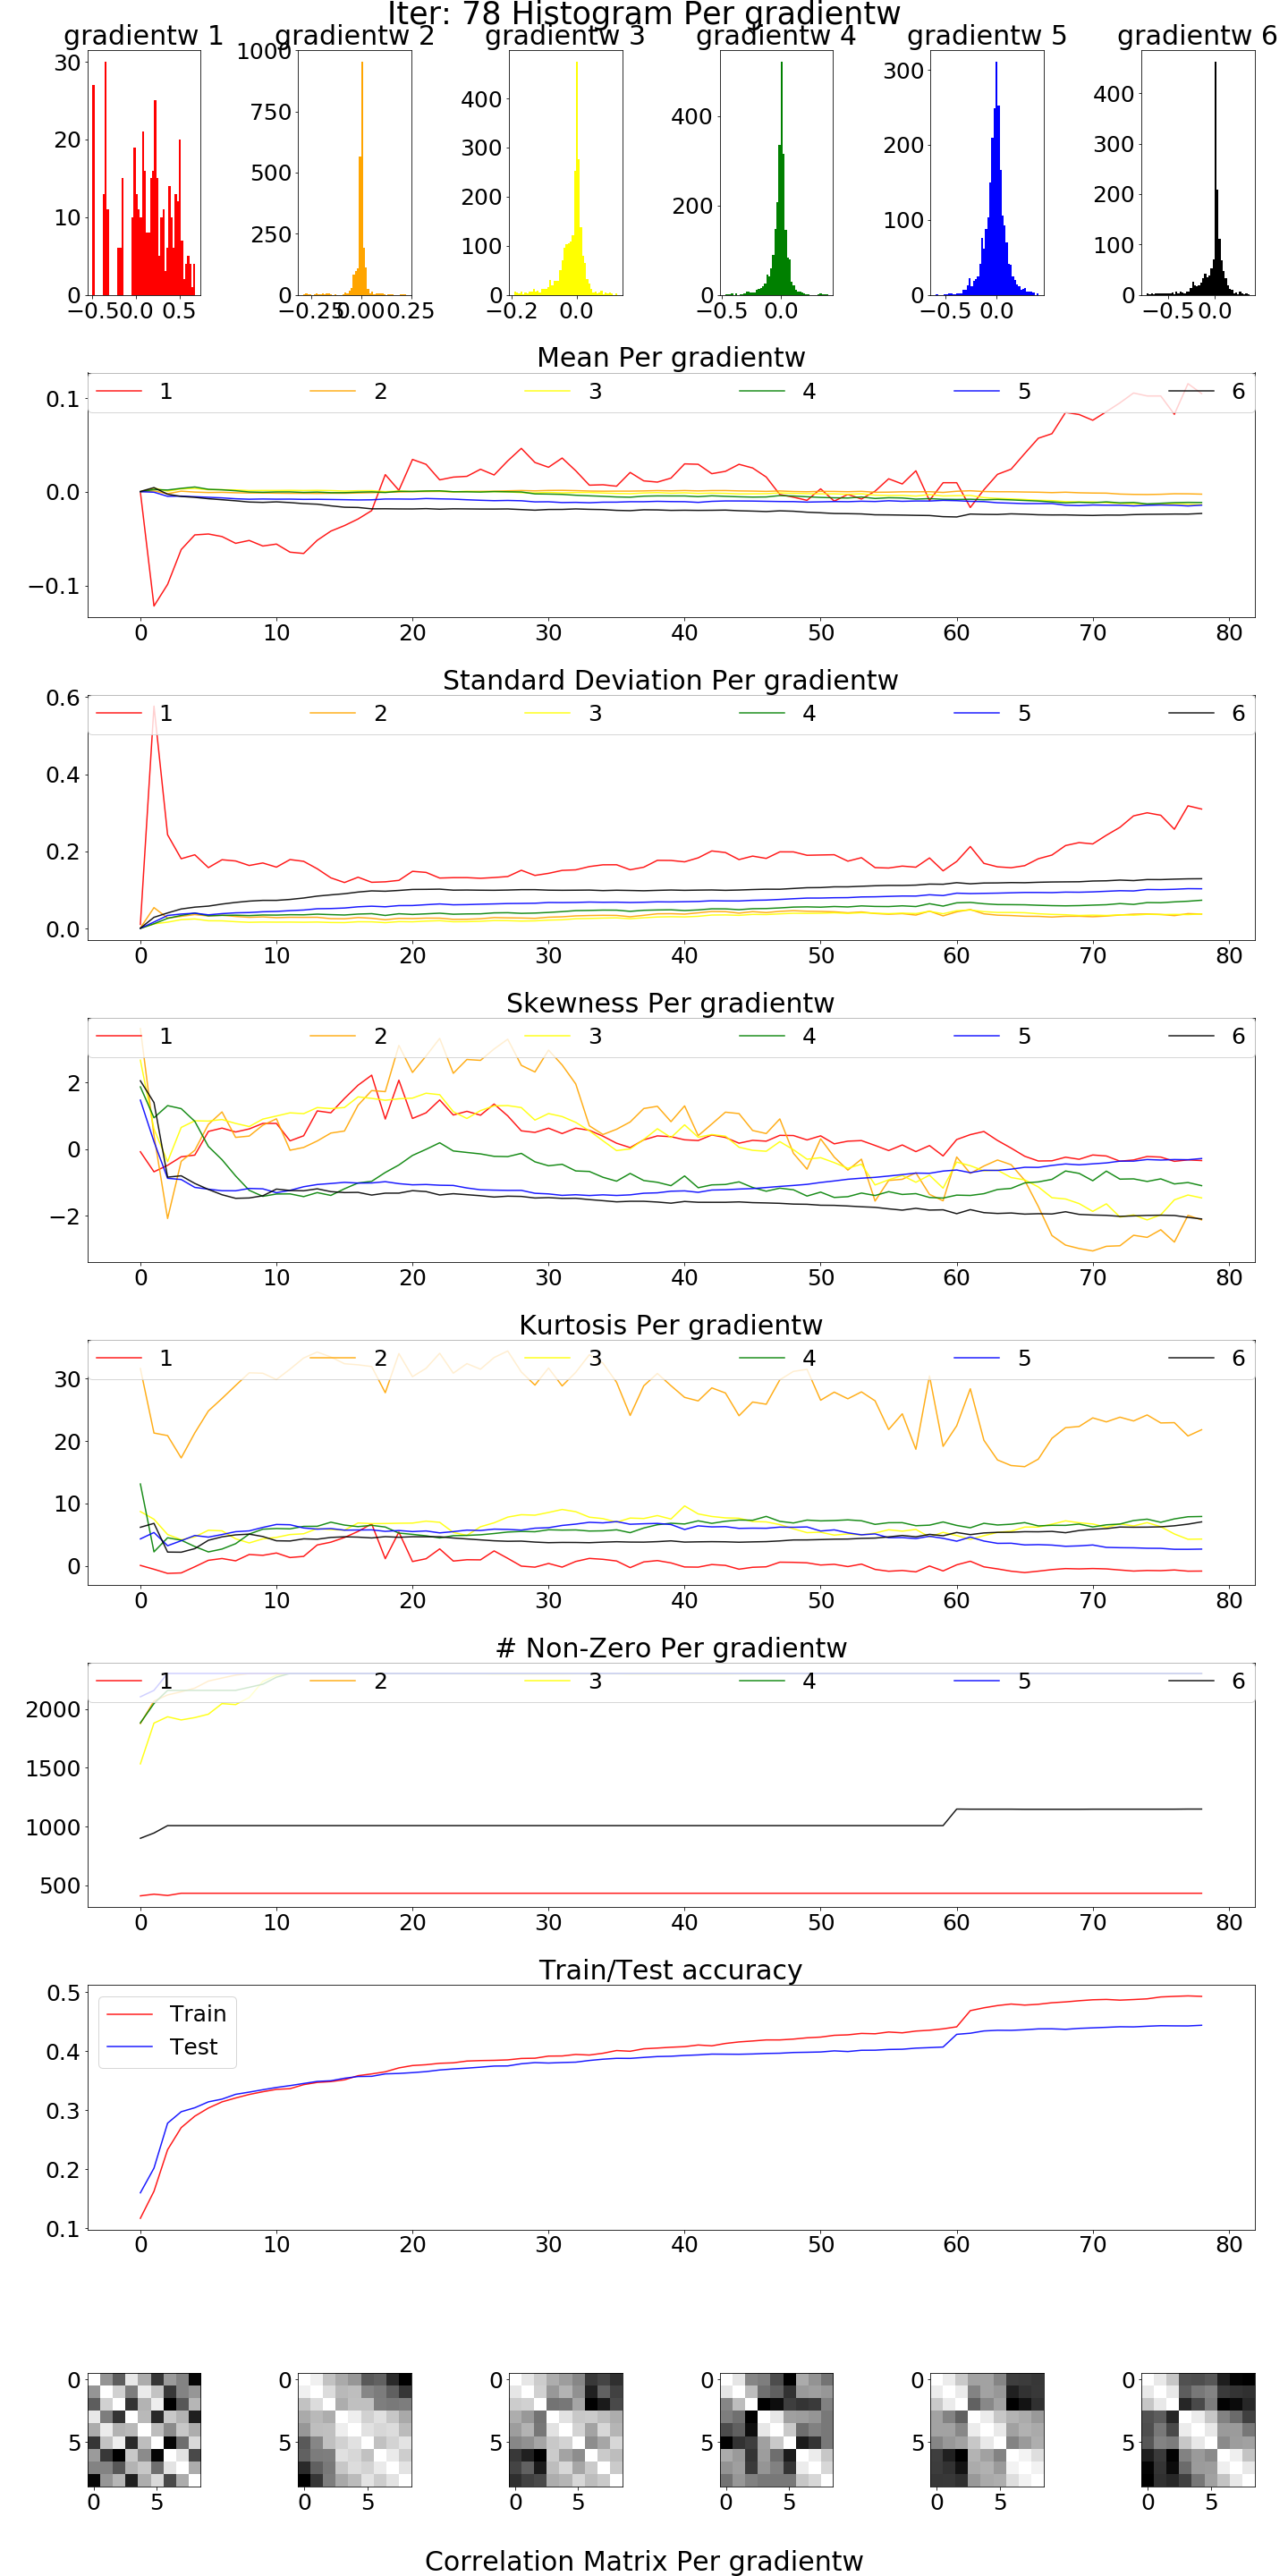 Iter: 78 Histogram Per gradientw
gradientw 1 gradientw 2 gradientw 3 gradientw 4 gradientw 5 gradientw 6
30 20 10 0
−0.5 0.0 0.5
1000 750 500 250 0
−0.25 0.00 0.25
400 300 200 100 0
−0.2 0.0
400 200 0
−0.5 0.0
300 200 100 0
−0.5 0.0
400 300 200 100 0
−0.5 0.0
Mean Per gradientw
1 2 3 4 5 6
0.1
0.0
−0.1
0 10 20 30 40 50 60 70 80
Standard Deviation Per gradientw
0.6
1 2 3 4 5 6
0.4
0.2
0.0
0 10 20 30 40 50 60 70 80
Skewness Per gradientw
1 2 3 4 5 6
2
0
−2
0 10 20 30 40 50 60 70 80
Kurtosis Per gradientw
1 2 3 4 5 6
30
20
10
0
0 10 20 30 40 50 60 70 80
# Non-Zero Per gradientw
1 2 3 4 5 6
2000
1500
1000
500
0 10 20 30 40 50 60 70 80
Train/Test accuracy
0.5
Train
Test
0.4
0.3
0.2
0.1
0 10 20 30 40 50 60 70 80
0 0 0 0 0 0
5 5 5 5 5 5
0 5 0 5 0 5 0 5 0 5 0 5
Correlation Matrix Per gradientw